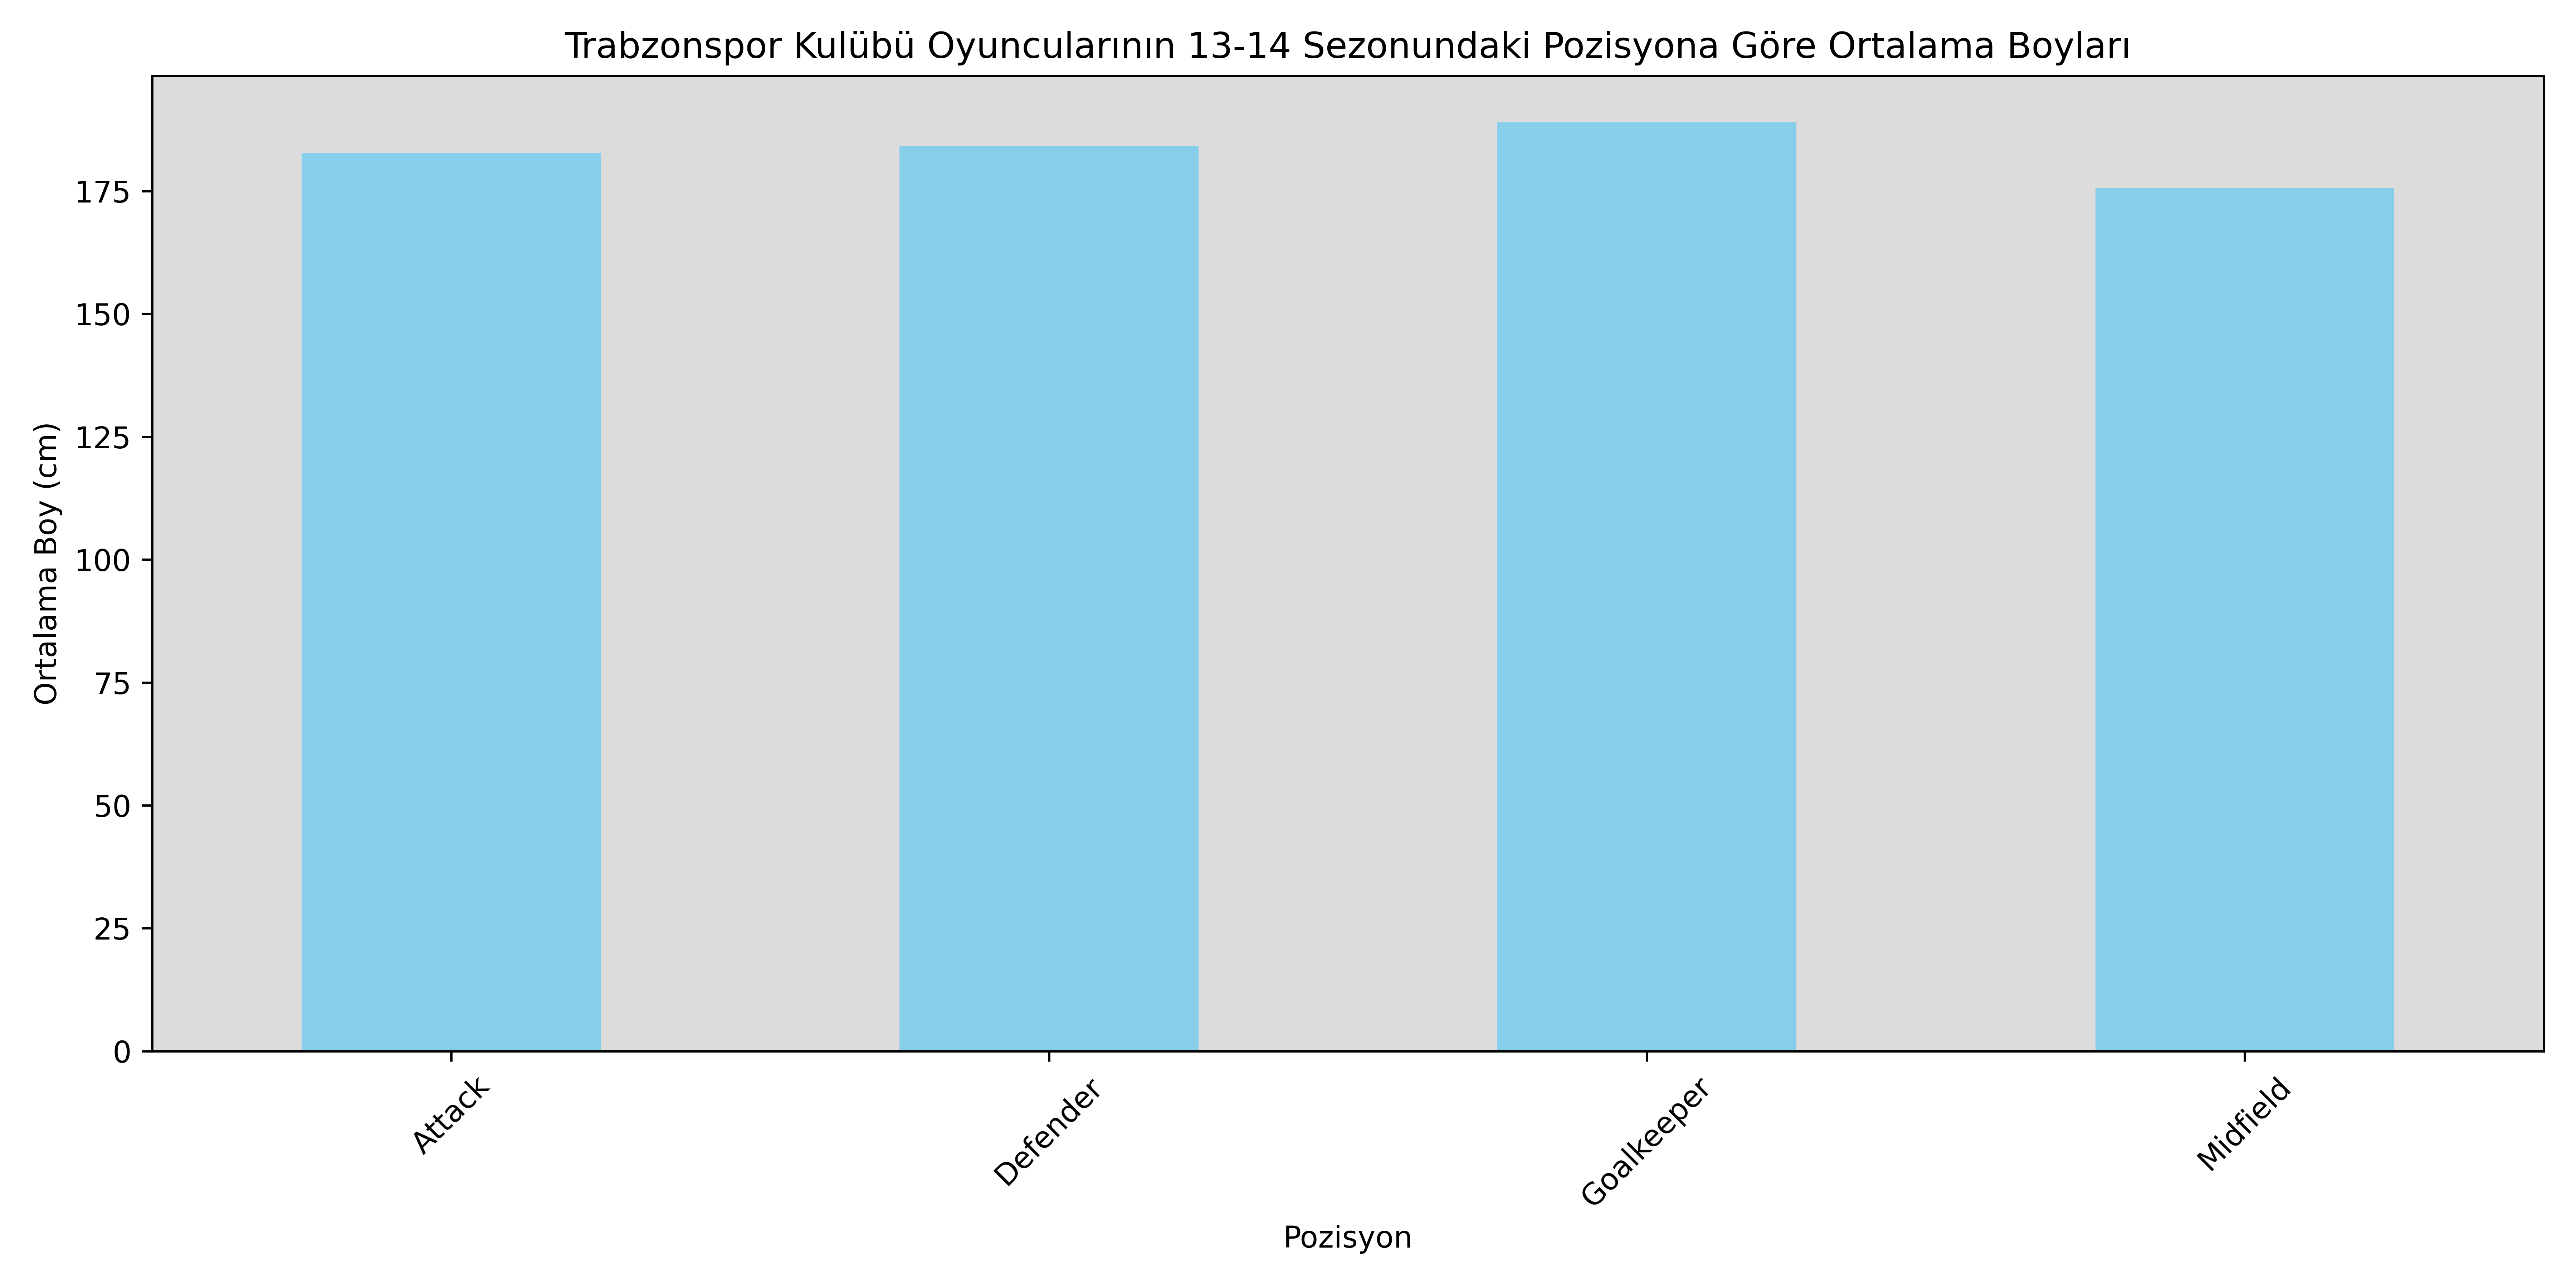 Trabzonspor Kulübü Oyuncularının 13-14 Sezonundaki Pozisyona Göre Ortalama Boyları
Ortalama Boy (cm)
175
150
125
100
75
50
25
0
Attack
Defender
Goalkeeper
Midfield
Pozisyon